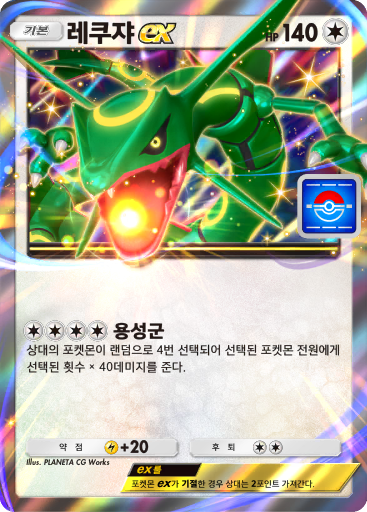 기본 레쿠쟈 ex HP 140
용성군
상대의 포켓몬이 랜덤으로 4번 선택되어 선택된 포켓몬 전원에게
선택된 횟수 × 40데미지를 준다.
약점 +20 후퇴
Illus. PLANETA CG Works
ex 룰
포켓몬 ex가 기절한 경우 상대는 2포인트 가져간다.